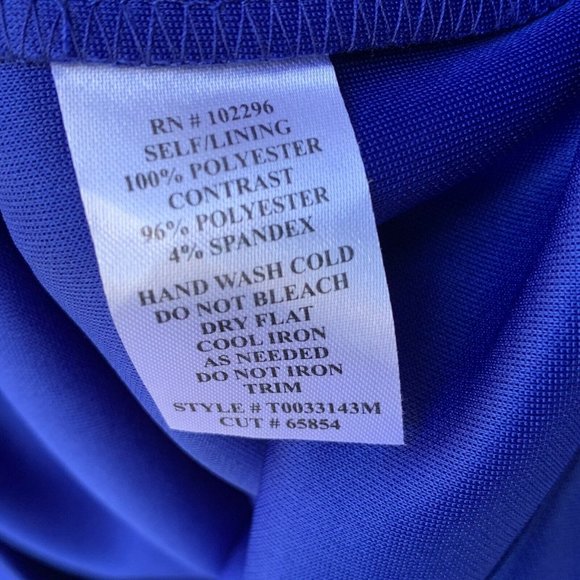 RN # 102296
SELF/LINING
100% POLYESTER
CONTRAST
96% POLYESTER
4% SPANDEX
HAND WASH COLD
DO NOT BLEACH
DRY FLAT
COOL IRON
AS NEEDED
DO NOT IRON
TRIM
STYLE # T0033143M
CUT # 65854